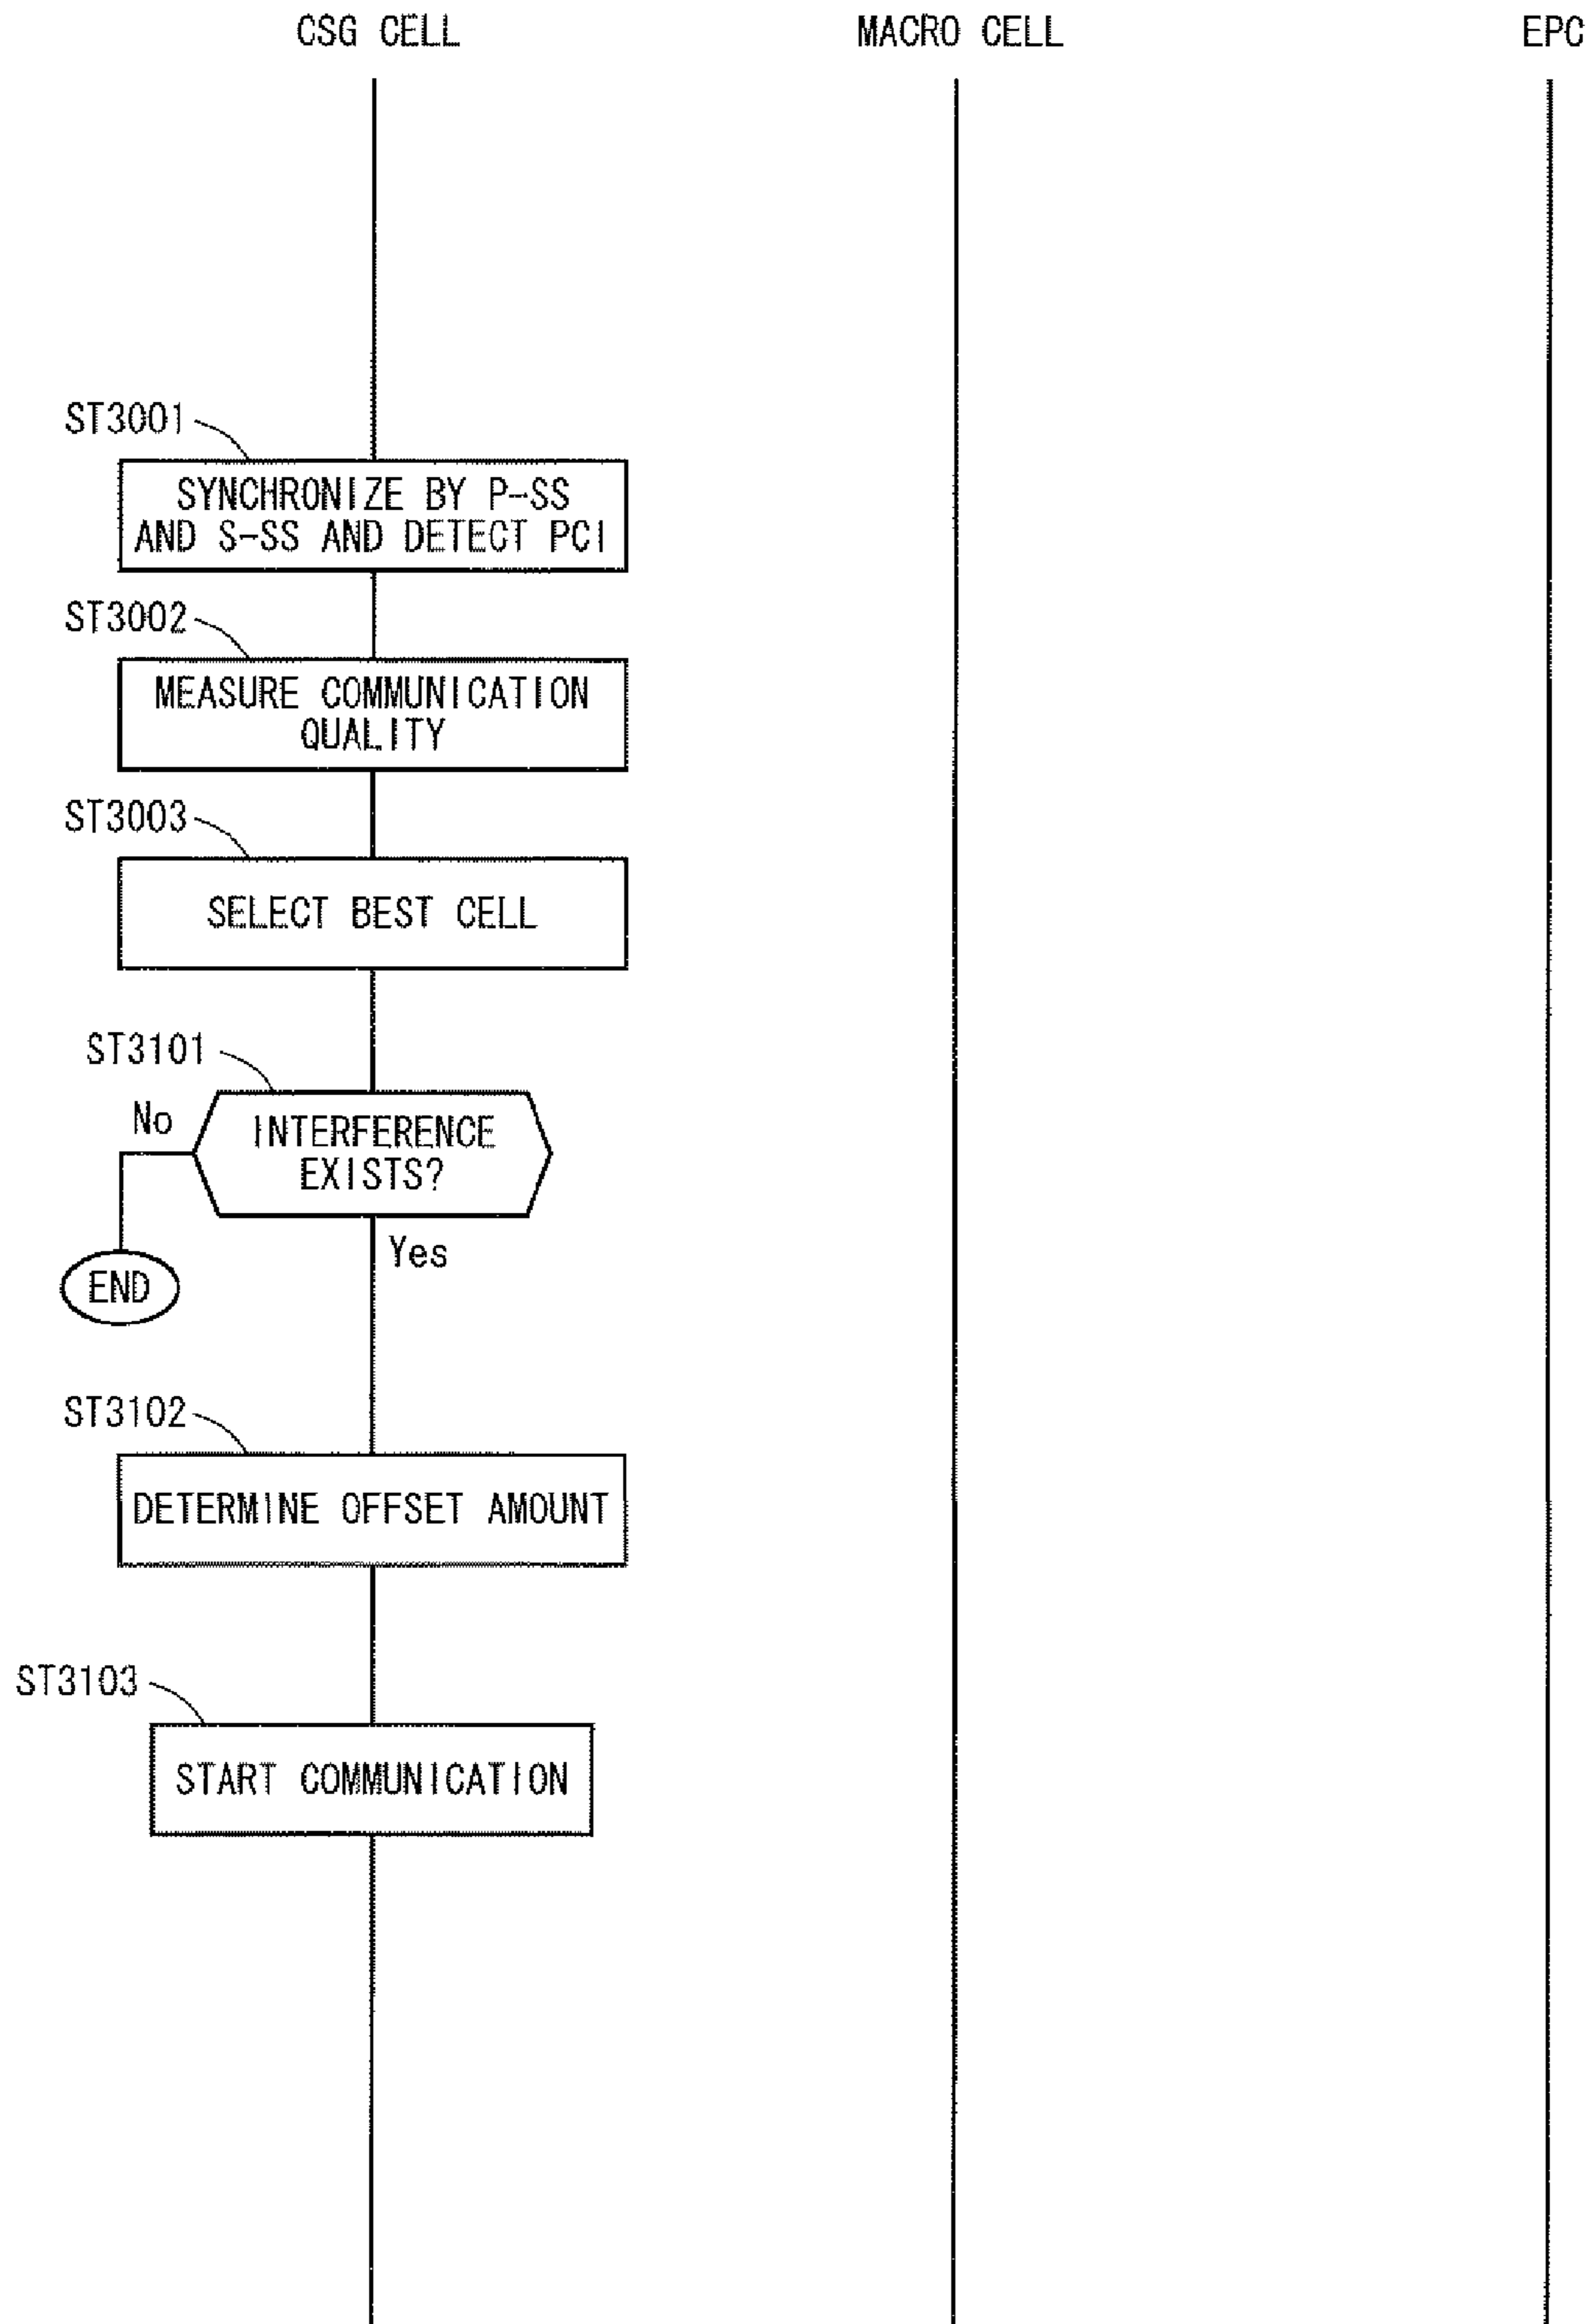 CSG CELL
MACRO CELL
EPC
ST3001
SYNCHRONIZE BY P-SS
AND S-SS AND DETECT PCI
ST3002
MEASURE COMMUNICATION
QUALITY
ST3003
SELECT BEST CELL
ST3101
No
INTERFERENCE
EXISTS?
Yes
END
ST3102
DETERMINE OFFSET AMOUNT
ST3103
START COMMUNICATION